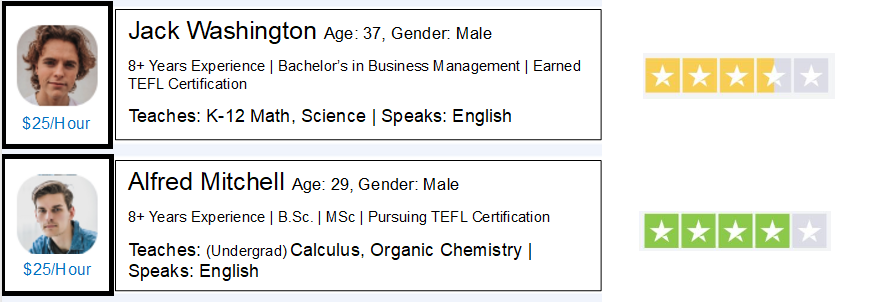 Jack Washington Age: 37, Gender: Male
8+ Years Experience | Bachelor’s in Business Management | Earned
TEFL Certification
Teaches: K-12 Math, Science | Speaks: English
$25/Hour
Alfred Mitchell Age: 29, Gender: Male
8+ Years Experience | B.Sc. | MSc | Pursuing TEFL Certification
Teaches: (Undergrad) Calculus, Organic Chemistry |
Speaks: English
$25/Hour